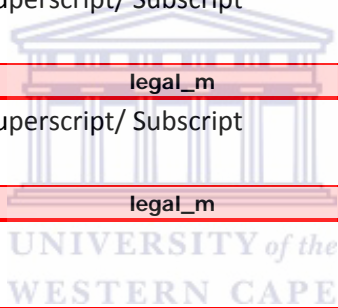 uperscript/ Subscript
legal_m
uperscript/ Subscript
legal_m
UNIVERSITY of the
WESTERN CAPE